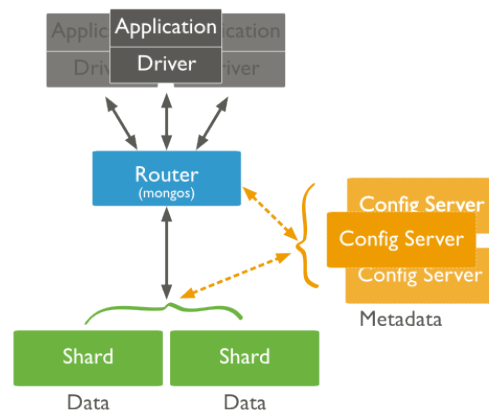 Application
Driver
Router
(mongos)
Config Server
Config Server
Config Server
Metadata
Shard
Shard
Data
Data